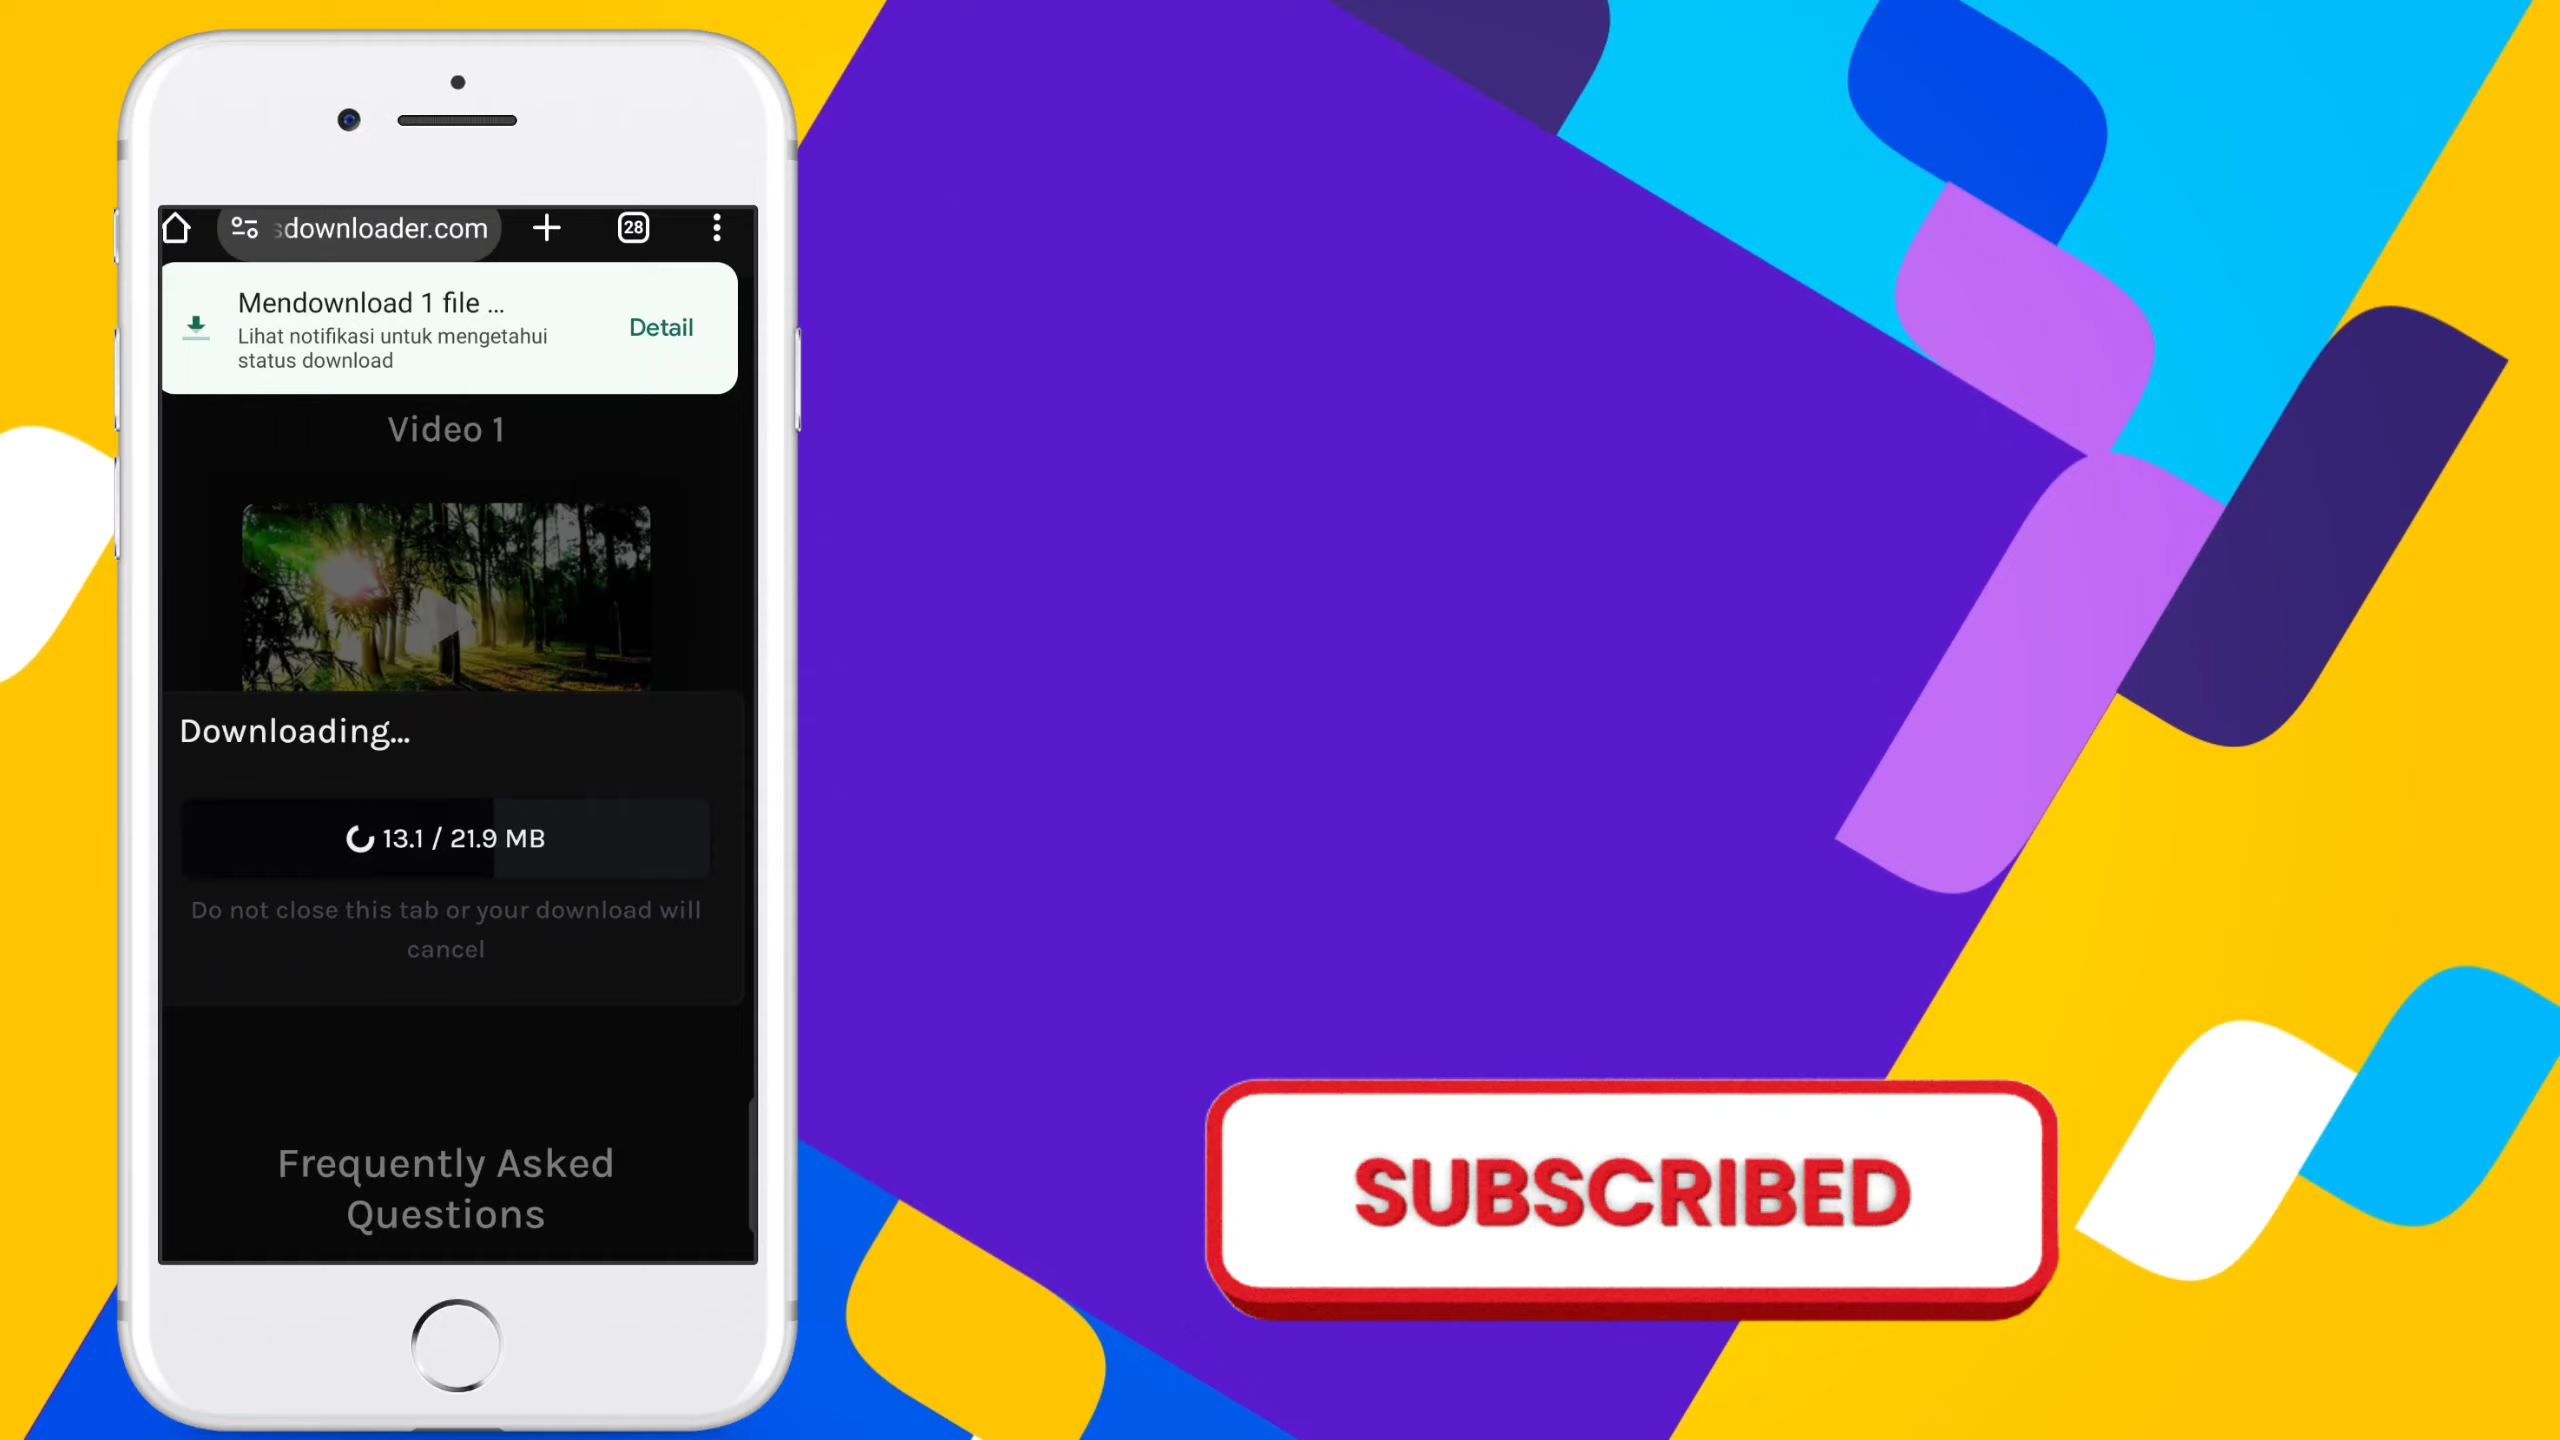 sdownloader.com
28
Mendownload 1 file ...
Lihat notifikasi untuk mengetahui
status download
Detail
Video 1
Downloading...
13.1 / 21.9 MB
Do not close this tab or your download will
cancel
Frequently Asked
Questions
SUBSCRIBED